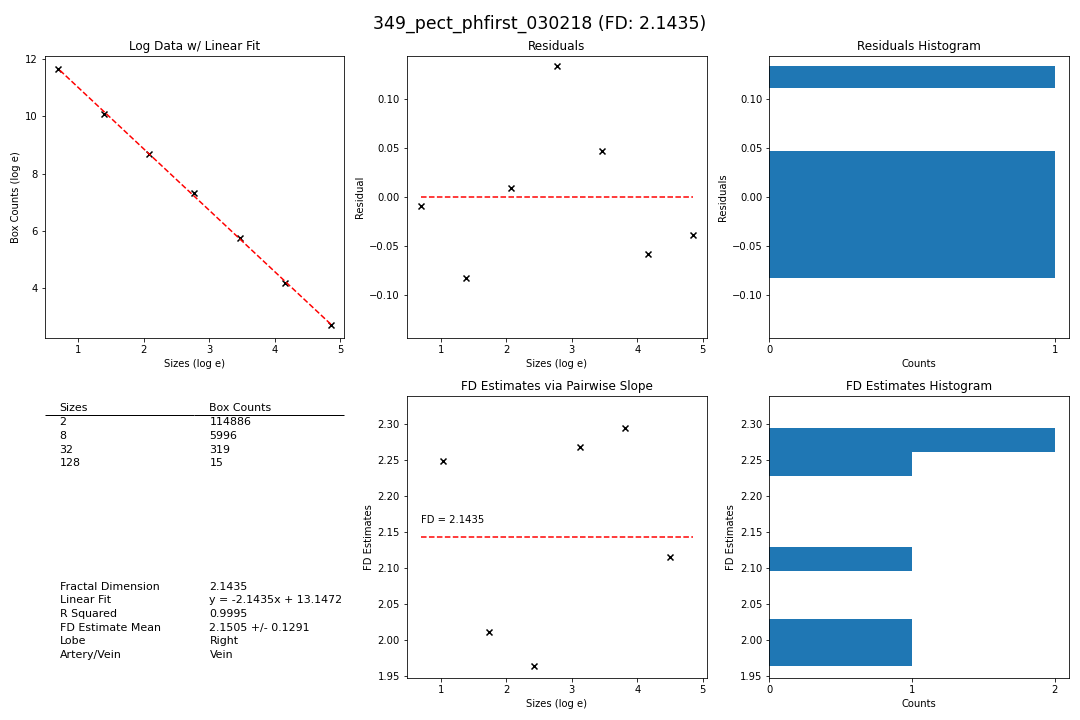 349_pect_phfirst_030218 (FD: 2.1435)
Log Data w/ Linear Fit
Box Counts (log e)
12
10
8
6
4
1 2 3 4 5
Sizes (log e)
Residuals
Residual
0.10
0.05
0.00
−0.05
−0.10
1 2 3 4 5
Sizes (log e)
Residuals Histogram
Residuals
0.10
0.05
0.00
−0.05
−0.10
0 1
Counts
Sizes Box Counts
2 114886
8 5996
32 319
128 15
Fractal Dimension 2.1435
Linear Fit y = -2.1435x + 13.1472
R Squared 0.9995
FD Estimate Mean 2.1505 +/- 0.1291
Lobe Right
Artery/Vein Vein
FD Estimates via Pairwise Slope
FD Estimates
2.30
2.25
2.20
2.15
2.10
2.05
2.00
1.95
FD = 2.1435
1 2 3 4 5
Sizes (log e)
FD Estimates Histogram
FD Estimates
2.30
2.25
2.20
2.15
2.10
2.05
2.00
1.95
0 1 2
Counts